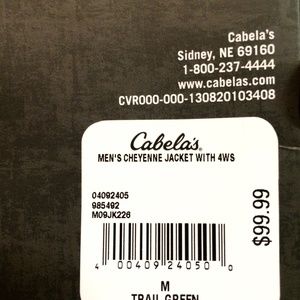 Cabela's
Sidney, NE 69160
1-800-237-4444
www.cabelas.com
CVR000-000-130820103408
Cabela's
MEN'S CHEYENNE JACKET WITH 4WS
04092405
985492
M09JK226
$99.99
4 00409 24050 0
M
TRAIL GREEN